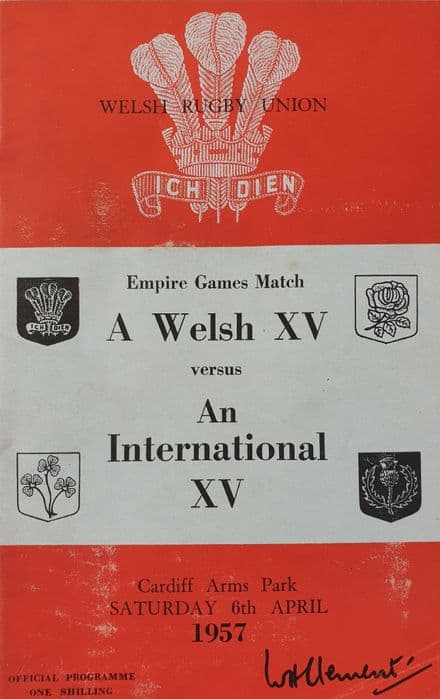 WELSH RUGBY UNION
ICH DIEN
Empire Games Match
ICH DIEN
A Welsh XV
versus
An
International
XV
Cardiff Arms Park
SATURDAY 6th APRIL
1957
W H Clement
OFFICIAL PROGRAMME
ONE SHILLING